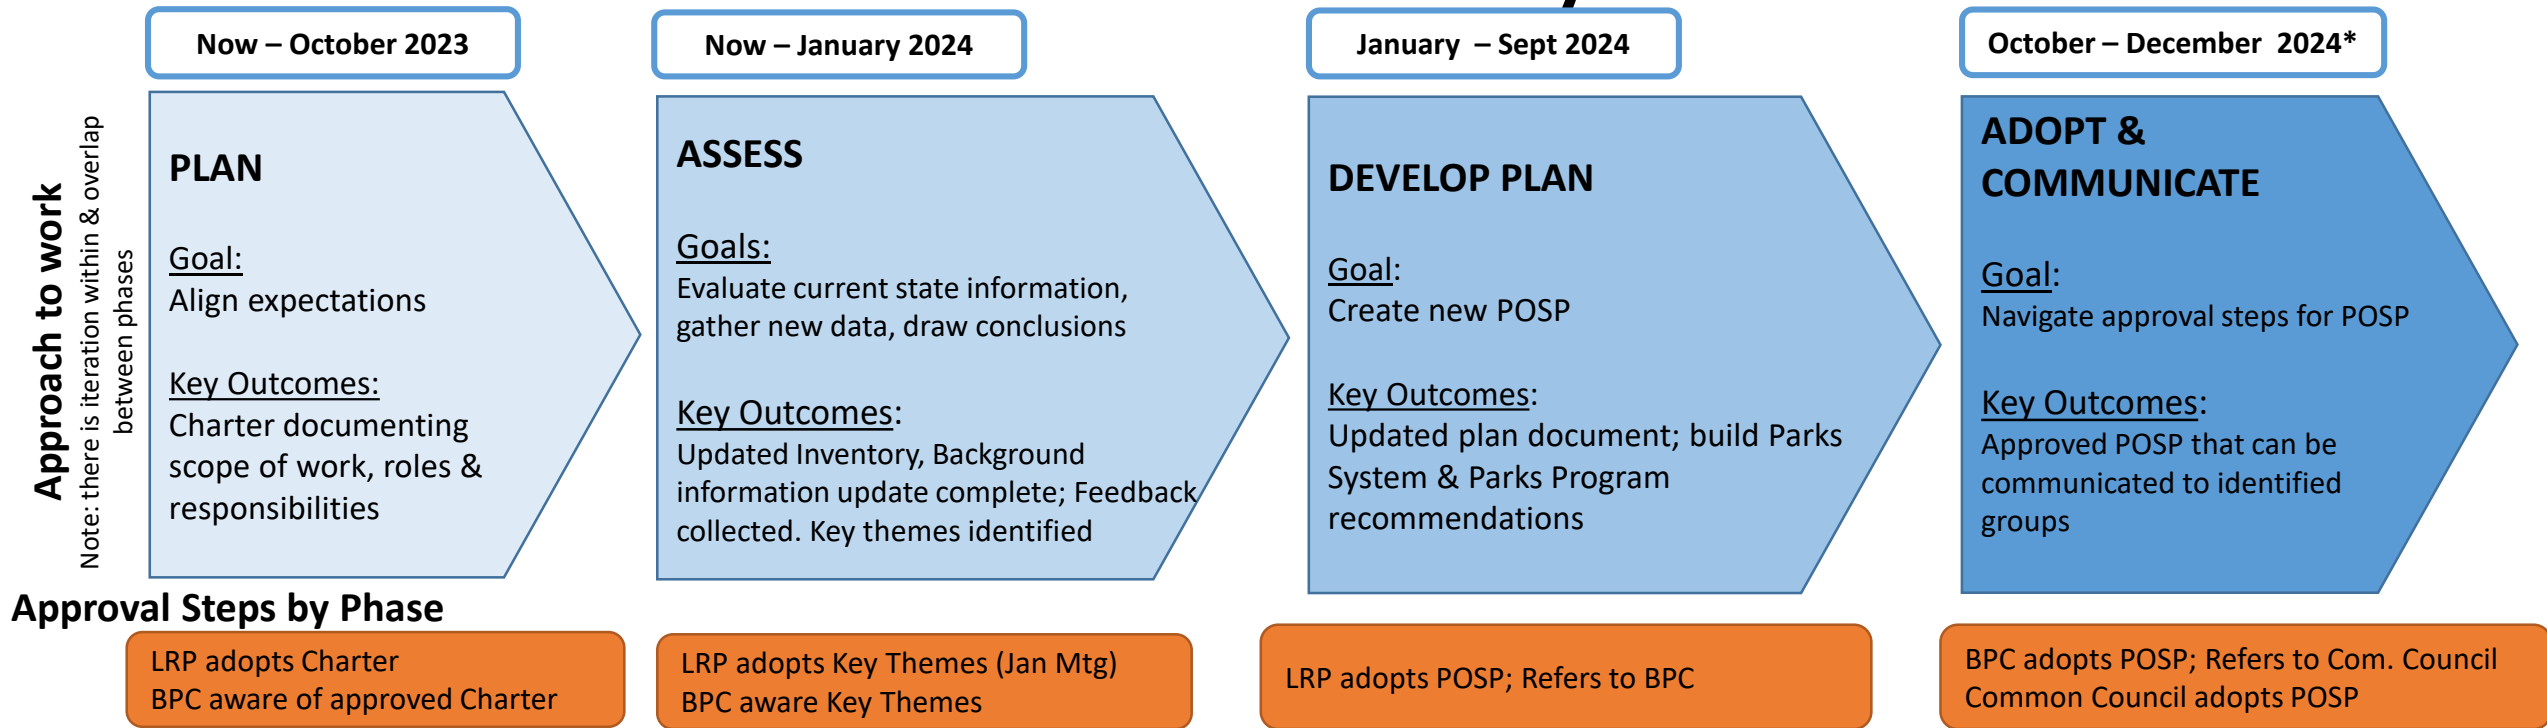 Now – October 2023
Now – January 2024
January – Sept 2024
October – December 2024*
Approach to work
Note: there is iteration within & overlap
between phases
PLAN
Goal:
Align expectations
Key Outcomes:
Charter documenting
scope of work, roles &
responsibilities
ASSESS
Goals:
Evaluate current state information,
gather new data, draw conclusions
Key Outcomes:
Updated Inventory, Background
information update complete; Feedback
collected. Key themes identified
DEVELOP PLAN
Goal:
Create new POSP
Key Outcomes:
Updated plan document; build Parks
System & Parks Program
recommendations
ADOPT &
COMMUNICATE
Goal:
Navigate approval steps for POSP
Key Outcomes:
Approved POSP that can be
communicated to identified
groups
Approval Steps by Phase
LRP adopts Charter
BPC aware of approved Charter
LRP adopts Key Themes (Jan Mtg)
BPC aware Key Themes
LRP adopts POSP; Refers to BPC
BPC adopts POSP; Refers to Com. Council
Common Council adopts POSP